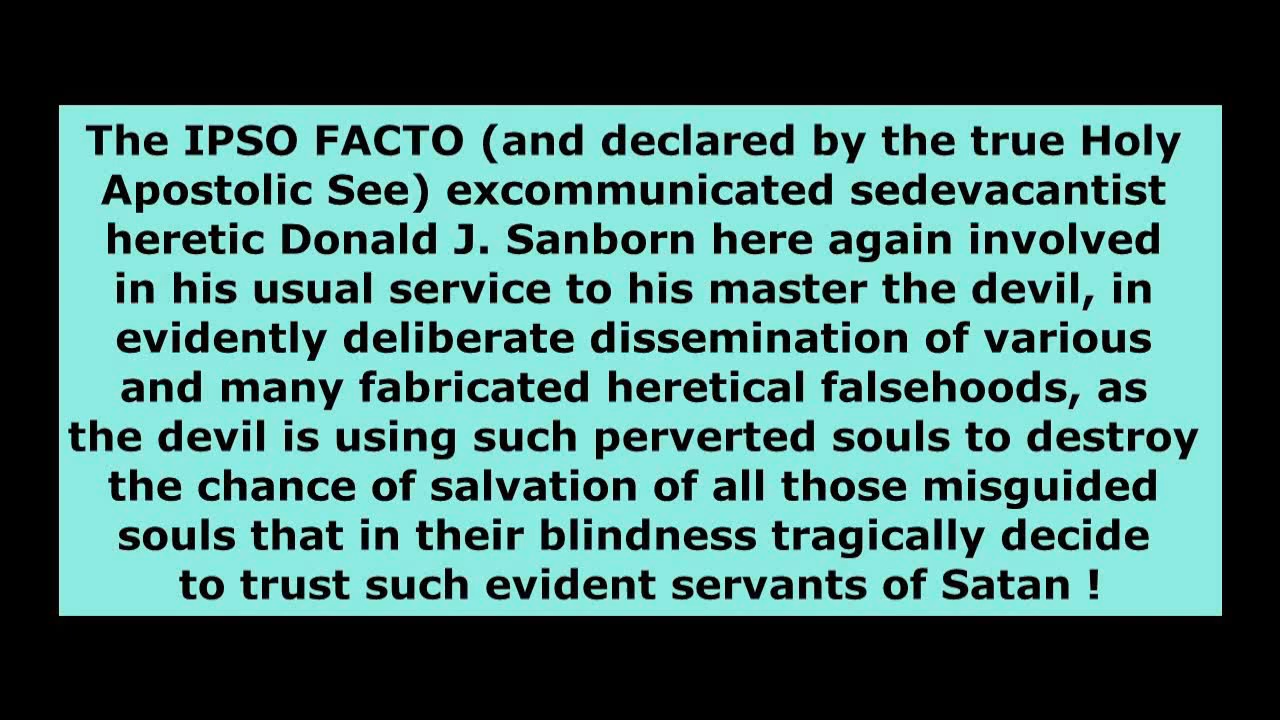 The IPSO FACTO (and declared by the true Holy
Apostolic See) excommunicated sedevacantist
heretic Donald J. Sanborn here again involved
in his usual service to his master the devil, in
evidently deliberate dissemination of various
and many fabricated heretical falsehoods, as
the devil is using such perverted souls to destroy
the chance of salvation of all those misguided
souls that in their blindness tragically decide
to trust such evident servants of Satan !